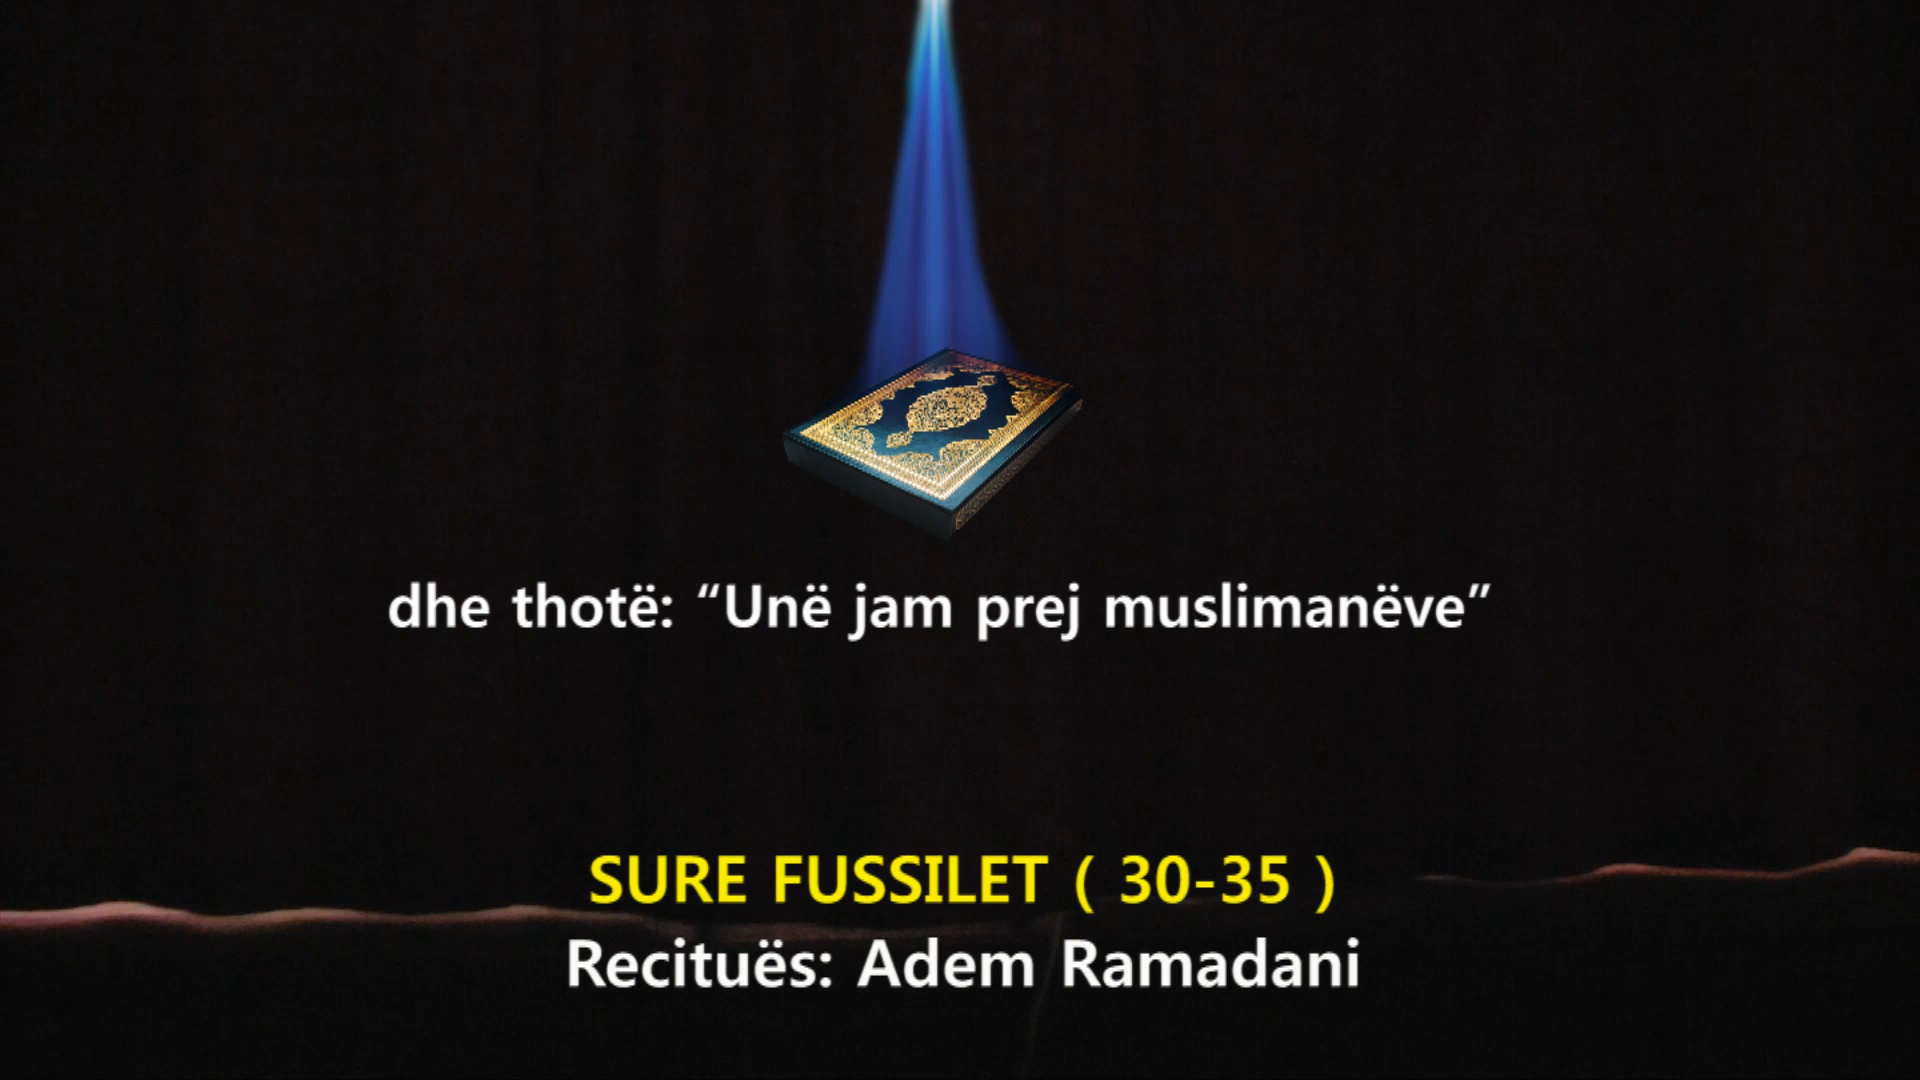 dhe thotë: “Unë jam prej muslimanëve”
SURE FUSSILET ( 30-35 )
Recituës: Adem Ramadani